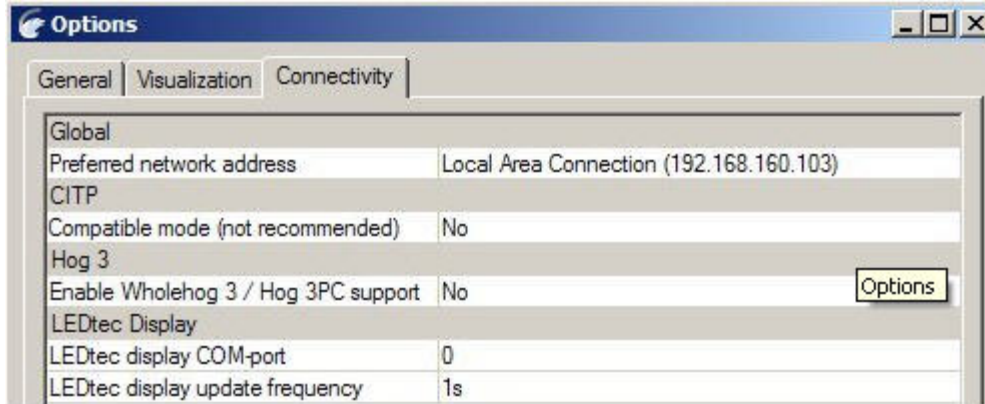 Options
General Visualization Connectivity
Global
Preferred network address Local Area Connection (192.168.160.103)
CITP
Compatible mode (not recommended) No
Hog 3
Enable Wholehog 3 / Hog 3PC support No
Options
LEDtec Display
LEDtec display COM-port 0
LEDtec display update frequency 1s